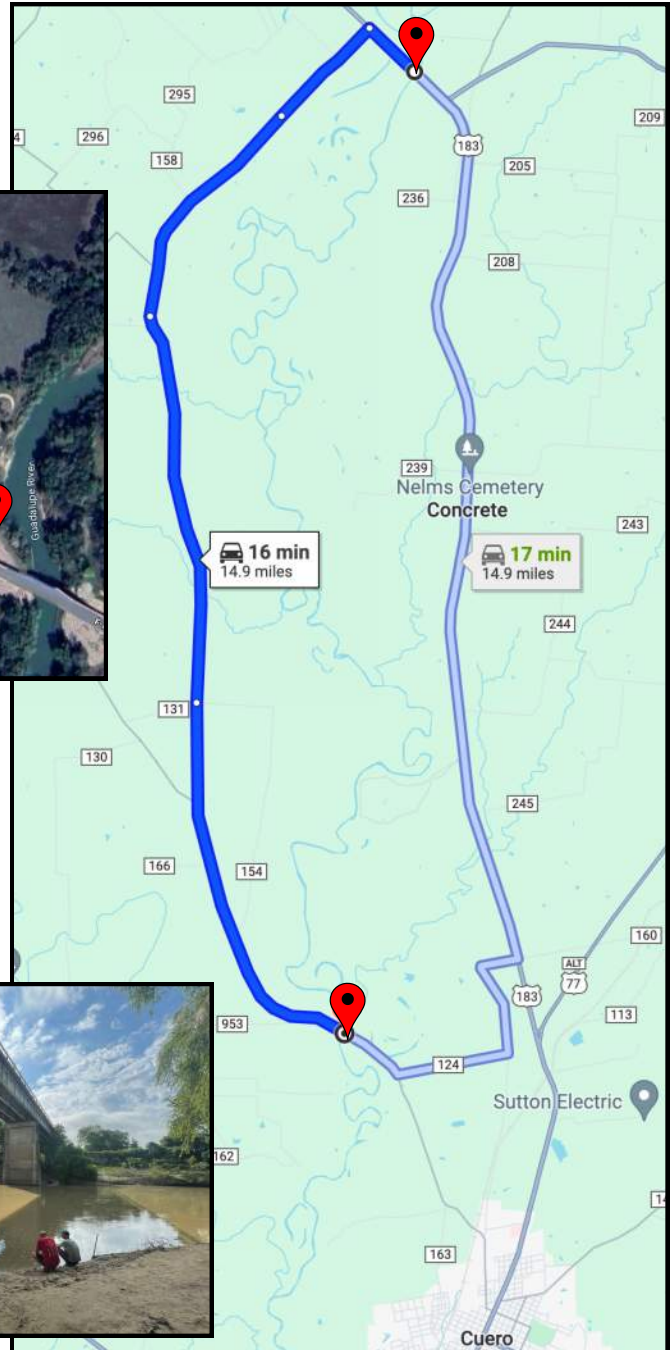 295
296
158
183
209
205
236
208
239
Nelms Cemetery
Concrete
243
16 min
14.9 miles
17 min
14.9 miles
244
131
130
245
166
154
160
ALT
77
183
953
113
124
Sutton Electric
162
163
Cuero
Guadalupe River